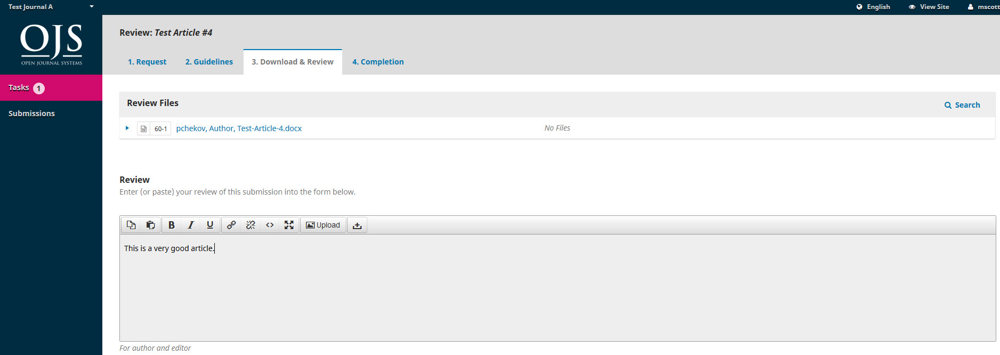 Test Journal A
English
View Site
mscott
OJS
OPEN JOURNAL SYSTEMS
Tasks 1
Submissions
Review: Test Article #4
1. Request 2. Guidelines 3. Download & Review 4. Completion
Review Files
Search
60-1 pchekov, Author, Test-Article-4.docx No Files
Review
Enter (or paste) your review of this submission into the form below.
B I U <> Upload
This is a very good article.
For author and editor